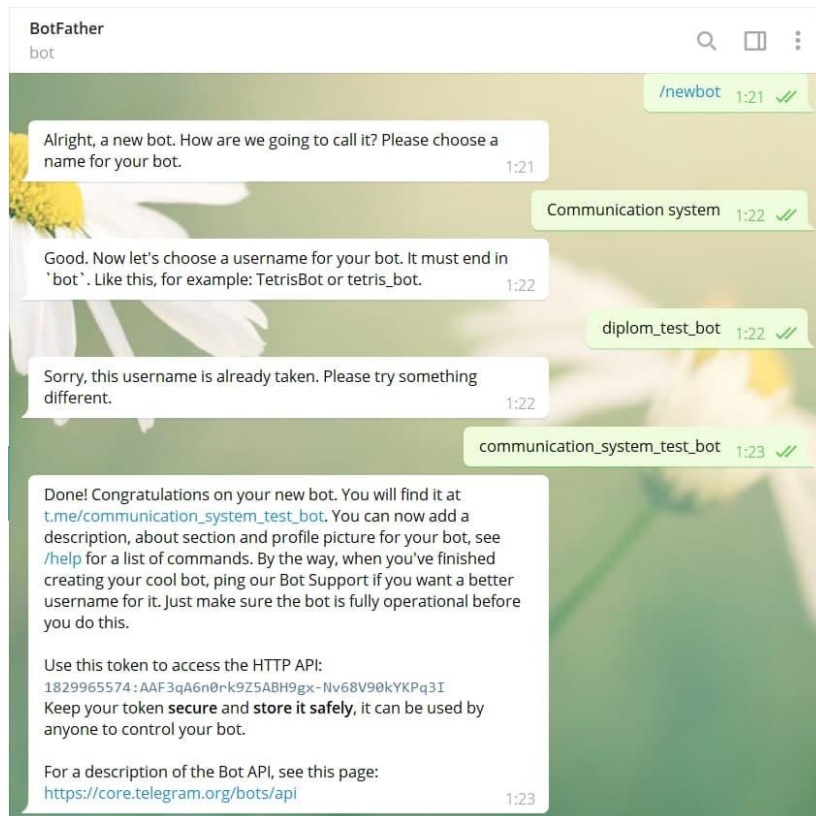 BotFather
bot
/newbot 1:21
Alright, a new bot. How are we going to call it? Please choose a
name for your bot.
1:21
Communication system 1:22
Good. Now let's choose a username for your bot. It must end in
`bot`. Like this, for example: TetrisBot or tetris_bot.
1:22
diplom_test_bot 1:22
Sorry, this username is already taken. Please try something
different.
1:22
communication_system_test_bot 1:23
Done! Congratulations on your new bot. You will find it at
t.me/communication_system_test_bot. You can now add a
description, about section and profile picture for your bot, see
/help for a list of commands. By the way, when you've finished
creating your cool bot, ping our Bot Support if you want a better
username for it. Just make sure the bot is fully operational before
you do this.
Use this token to access the HTTP API:
1829965574:AAF3qA6n0rk9Z5ABH9gx-Nv68V90kYKPq3I
Keep your token secure and store it safely, it can be used by
anyone to control your bot.
For a description of the Bot API, see this page:
https://core.telegram.org/bots/api
1:23